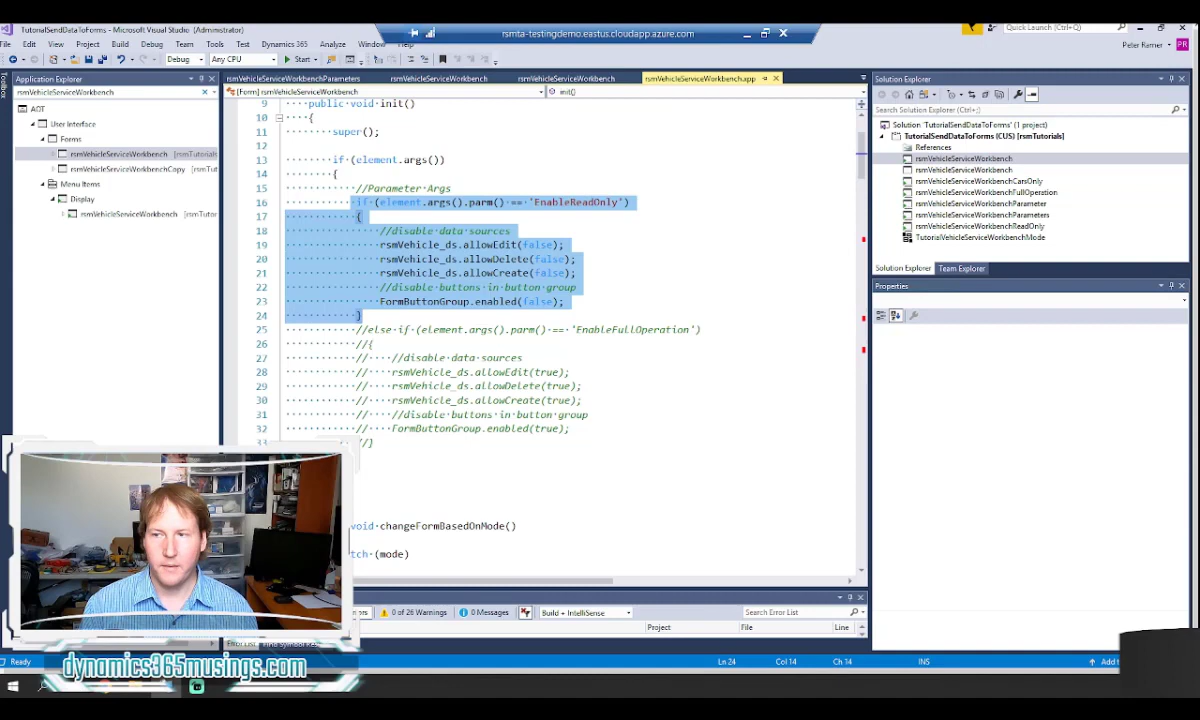 TutorialSendDataToForms - Microsoft Visual Studio (Administrator)
rsmta-testingdemo.eastus.cloudapp.azure.com
Quick Launch (Ctrl+Q)
File Edit View Project Build Debug Team Tools Test Dynamics 365 Analyze Window Help
Peter Ramer PR
Debug Any CPU Start
Application Explorer
rsmVehicleServiceWorkbench
AOT
User Interface
Forms
rsmVehicleServiceWorkbench [rsmTutorials
rsmVehicleServiceWorkbenchCopy [rsmTut
Menu Items
Display
rsmVehicleServiceWorkbench [rsmTutor
rsmVehicleServiceWorkbenchParameters rsmVehicleServiceWorkbench rsmVehicleServiceWorkbench rsmVehicleServiceWorkbench.xpp
[Form] rsmVehicleServiceWorkbench init()
9 public void init()
10 {
11 super();
12
13 if (element.args())
14 {
15 //Parameter Args
16 if (element.args().parm() == 'EnableReadOnly')
17 {
18 //disable data sources
19 rsmVehicle_ds.allowEdit(false);
20 rsmVehicle_ds.allowDelete(false);
21 rsmVehicle_ds.allowCreate(false);
22 //disable buttons in button group
23 FormButtonGroup.enabled(false);
24 }
25 //else if (element.args().parm() == 'EnableFullOperation')
26 //{
27 // //disable data sources
28 // rsmVehicle_ds.allowEdit(true);
29 // rsmVehicle_ds.allowDelete(true);
30 // rsmVehicle_ds.allowCreate(true);
31 // //disable buttons in button group
32 // FormButtonGroup.enabled(true);
33 //}
void changeFormBasedOnMode()
tch (mode)
0 of 26 Warnings 0 Messages Build + IntelliSense Search Error List
Project File Line
Solution Explorer
Search Solution Explorer (Ctrl+;)
Solution 'TutorialSendDataToForms' (1 project)
TutorialSendDataToForms (CUS) [rsmTutorials]
References
rsmVehicleServiceWorkbench
rsmVehicleServiceWorkbench
rsmVehicleServiceWorkbenchCarsOnly
rsmVehicleServiceWorkbenchFullOperation
rsmVehicleServiceWorkbenchParameter
rsmVehicleServiceWorkbenchParameters
rsmVehicleServiceWorkbenchReadOnly
TutorialVehicleServiceWorkbenchMode
Solution Explorer Team Explorer
Properties
Ready Ln 24 Col 14 Ch 14 INS Add t
dynamics365musings.com